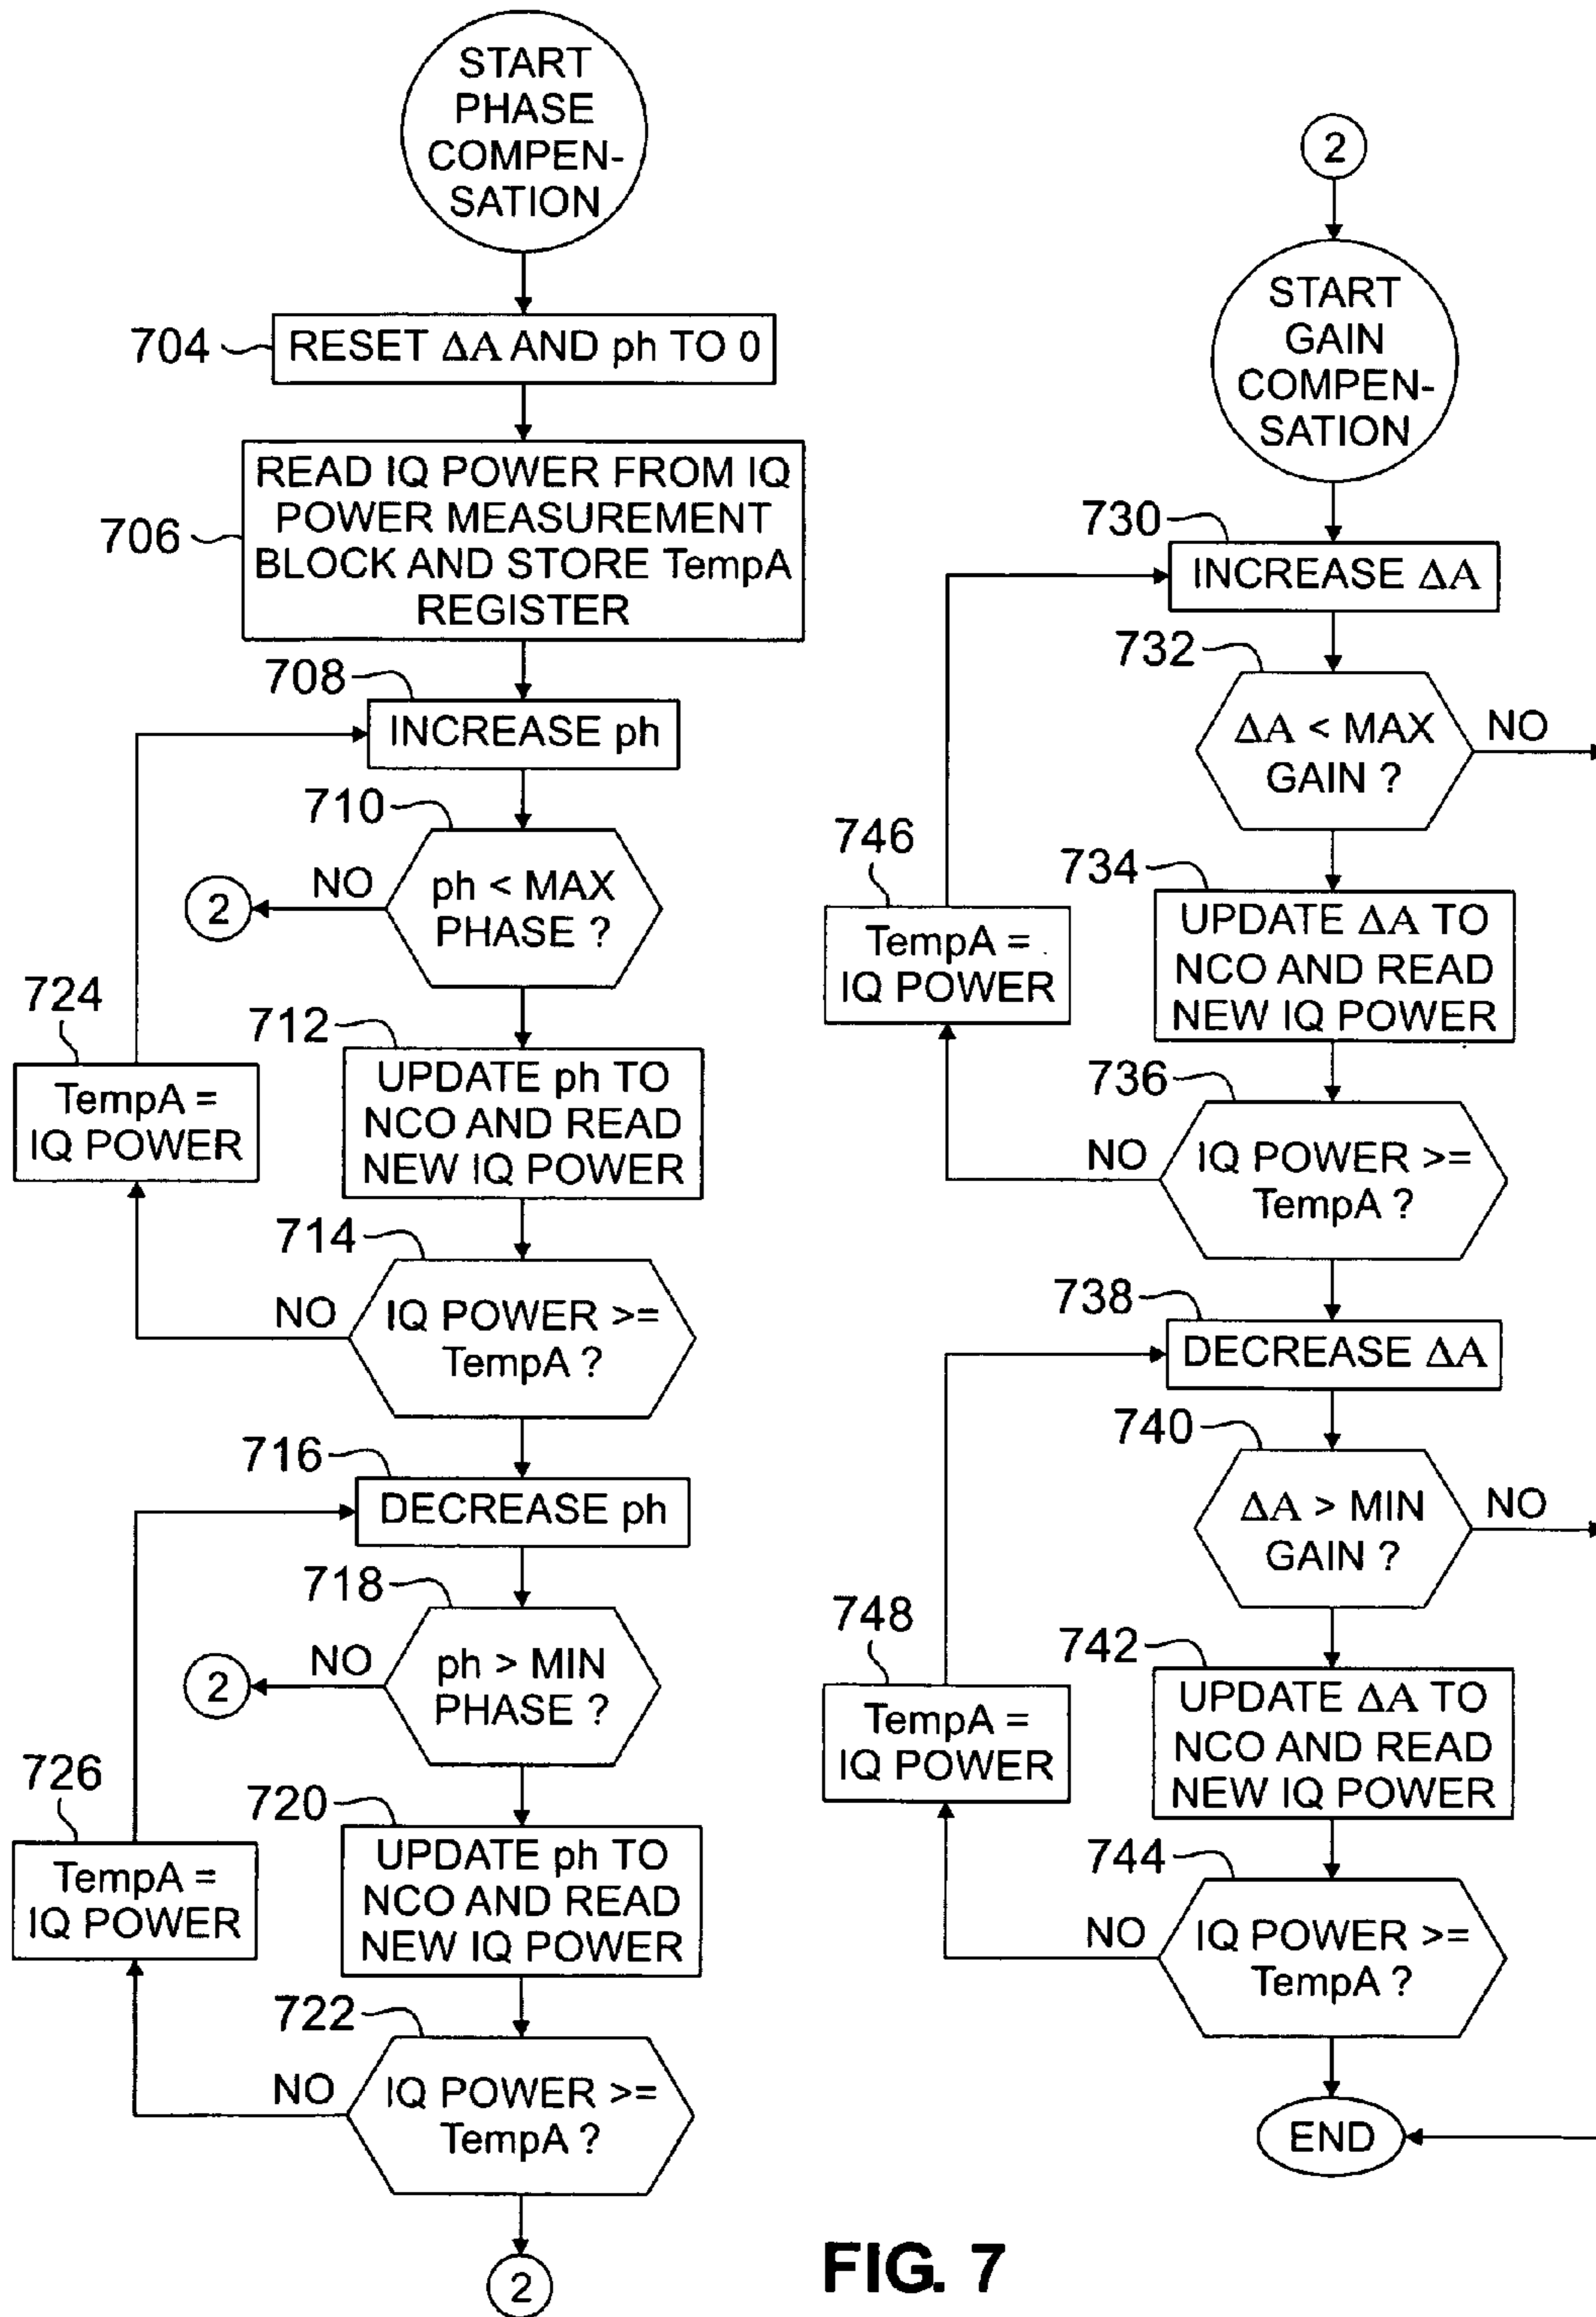 START
PHASE
COMPEN-
SATION
704
RESET ΔA AND ph TO 0
706
READ IQ POWER FROM IQ
POWER MEASUREMENT
BLOCK AND STORE TempA
REGISTER
708
INCREASE ph
710
ph < MAX
PHASE ?
NO
2
712
UPDATE ph TO
NCO AND READ
NEW IQ POWER
724
TempA =
IQ POWER
714
IQ POWER >=
TempA ?
NO
716
DECREASE ph
718
ph > MIN
PHASE ?
NO
2
720
UPDATE ph TO
NCO AND READ
NEW IQ POWER
726
TempA =
IQ POWER
722
IQ POWER >=
TempA ?
NO
2
2
START
GAIN
COMPEN-
SATION
730
INCREASE ΔA
732
ΔA < MAX
GAIN ?
NO
734
UPDATE ΔA TO
NCO AND READ
NEW IQ POWER
746
TempA =
IQ POWER
736
IQ POWER >=
TempA ?
NO
738
DECREASE ΔA
740
ΔA > MIN
GAIN ?
NO
742
UPDATE ΔA TO
NCO AND READ
NEW IQ POWER
748
TempA =
IQ POWER
744
IQ POWER >=
TempA ?
NO
END
FIG. 7